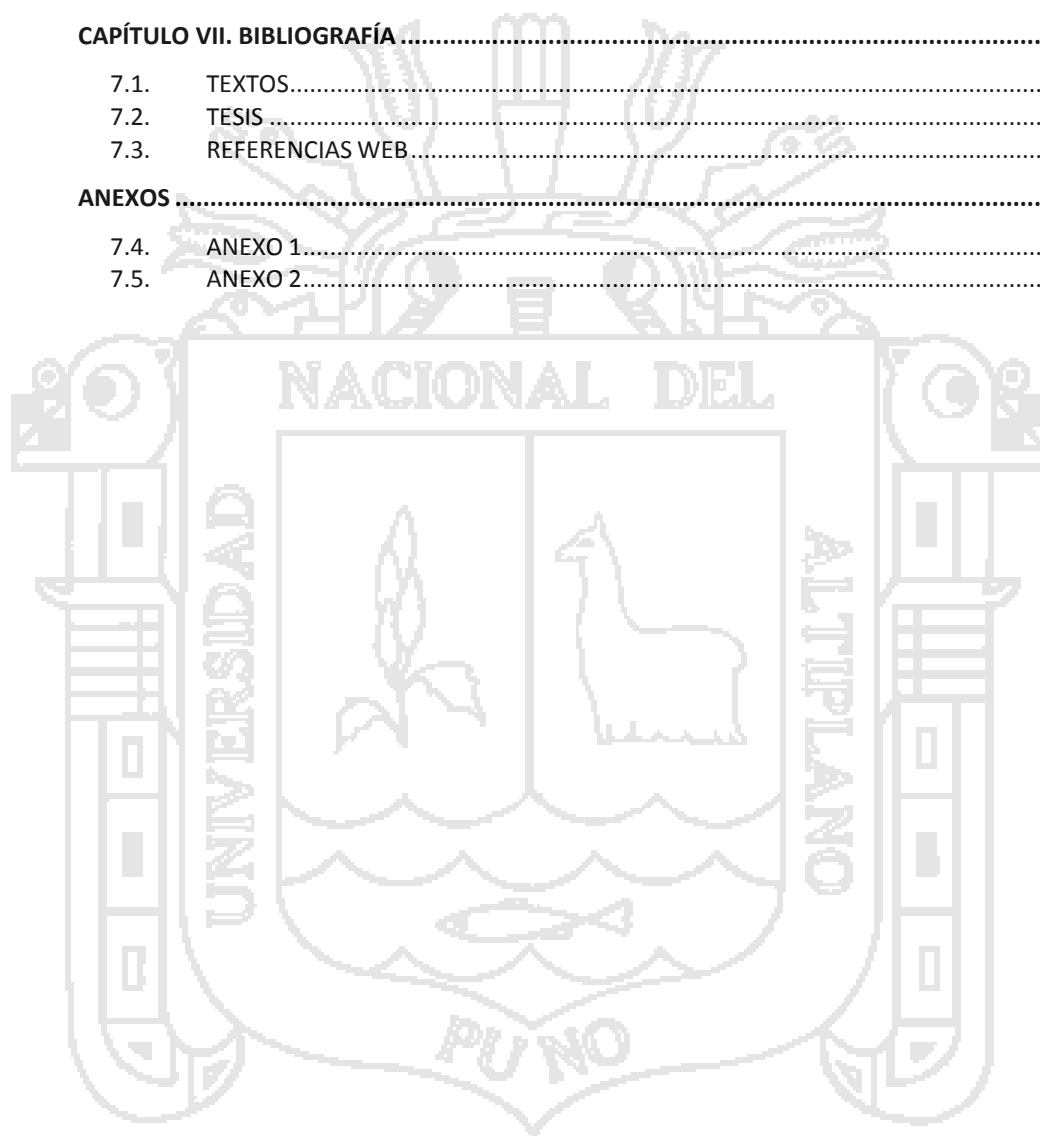 CAPÍTULO VII. BIBLIOGRAFÍA ................................................................................................
7.1. TEXTOS................................................................................................................
7.2. TESIS ...................................................................................................................
7.3. REFERENCIAS WEB...............................................................................................
ANEXOS ................................................................................................................................
7.4. ANEXO 1..............................................................................................................
7.5. ANEXO 2..............................................................................................................
NACIONAL DEL
UNIVERSIDAD
ALTIPLANO
PUNO